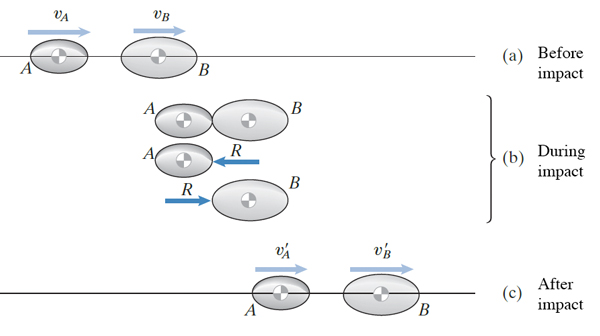 v_A v_B
A B (a) Before
impact
A B
A R (b) During
impact
R B
v′_A v′_B
A B (c) After
impact